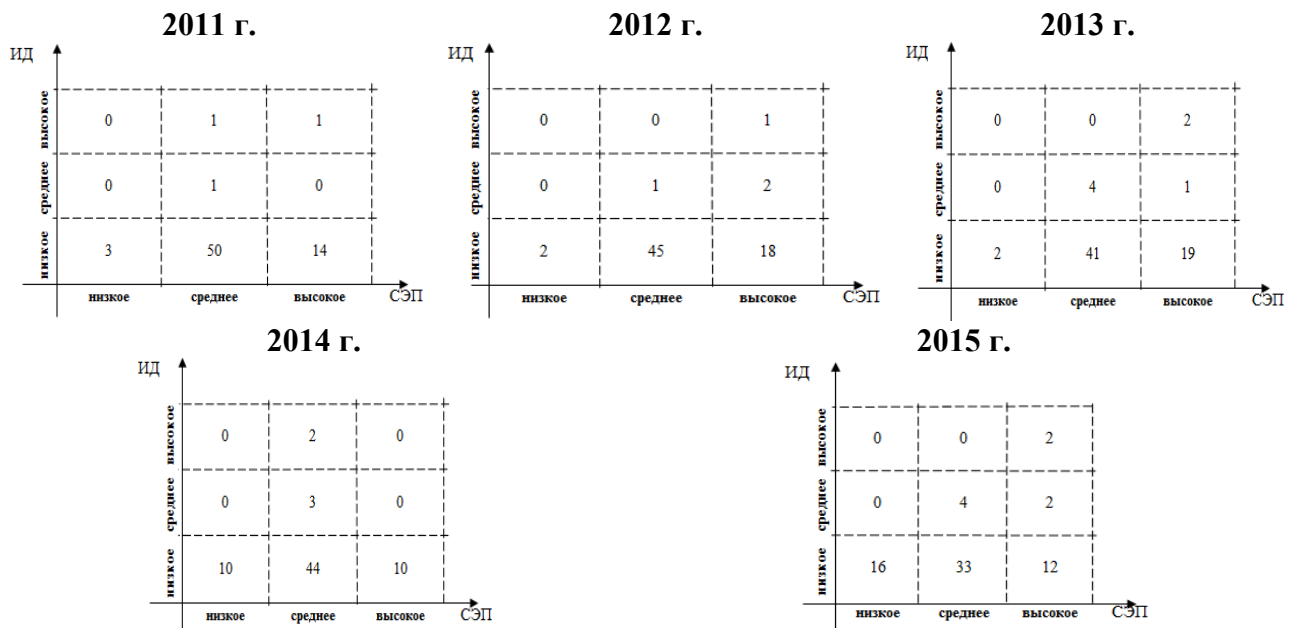 2011 г.
ИД
высокое
0 1 1
среднее
0 1 0
низкое
3 50 14
низкое среднее высокое СЭП
2012 г.
ИД
высокое
0 0 1
среднее
0 1 2
низкое
2 45 18
низкое среднее высокое СЭП
2013 г.
ИД
высокое
0 0 2
среднее
0 4 1
низкое
2 41 19
низкое среднее высокое СЭП
2014 г.
ИД
высокое
0 2 0
среднее
0 3 0
низкое
10 44 10
низкое среднее высокое СЭП
2015 г.
ИД
высокое
0 0 2
среднее
0 4 2
низкое
16 33 12
низкое среднее высокое СЭП